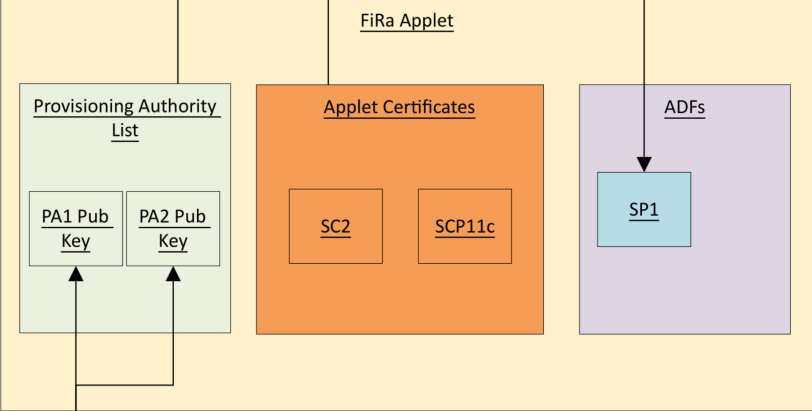 FiRa Applet
Provisioning Authority
List
PA1 Pub
Key
PA2 Pub
Key
Applet Certificates
SC2
SCP11c
ADFs
SP1